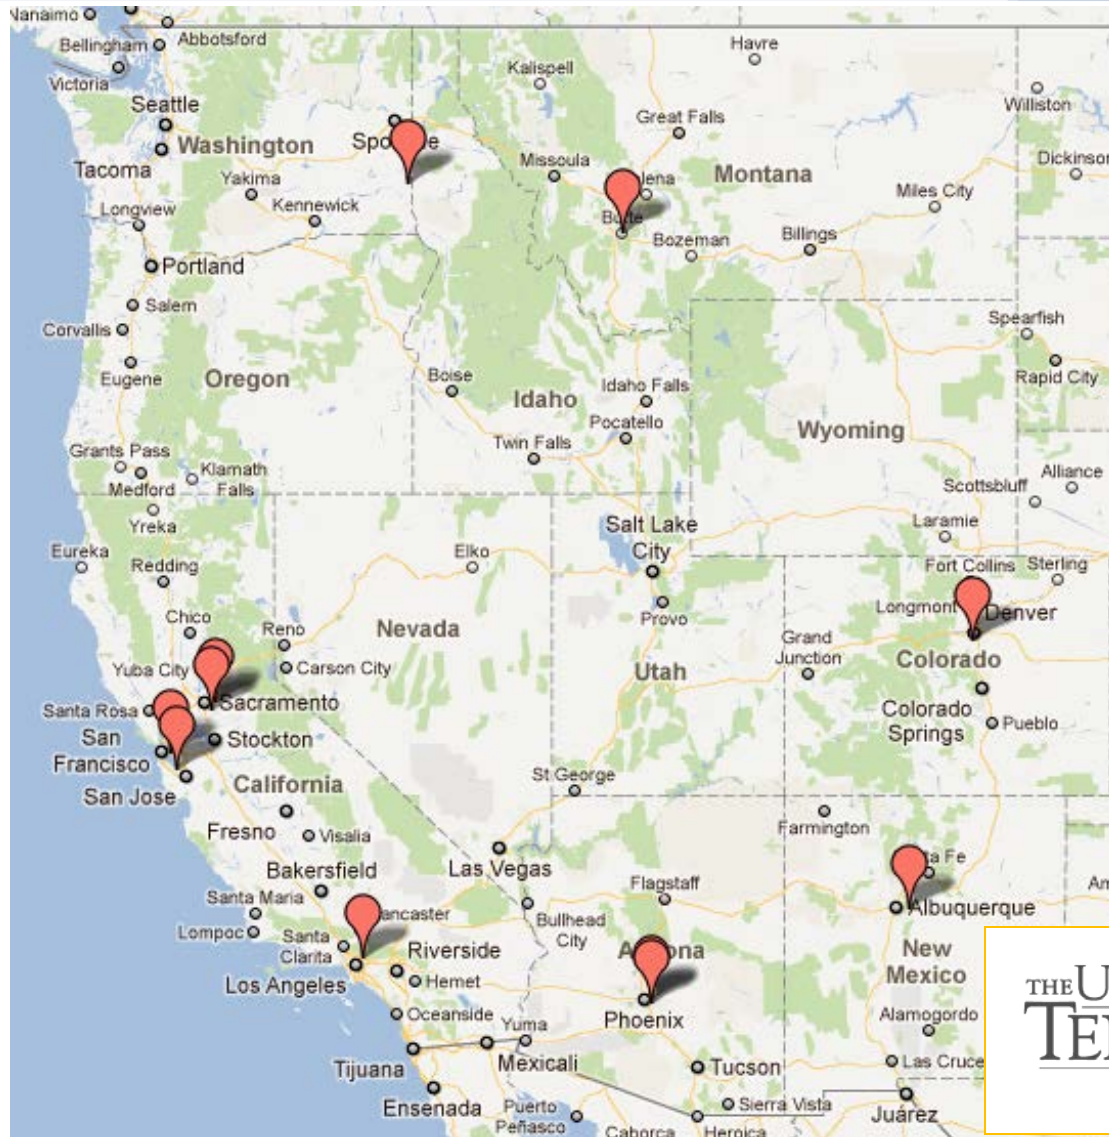 Nanaimo
Abbotsford
Bellingham
Victoria
Seattle
Washington
Tacoma
Yakima
Longview
Kennewick
Kalispell
Havre
Great Falls
Missoula
Montana
Miles City
Williston
Bozeman
Billings
Portland
Salem
Corvallis
Eugene
Oregon
Boise
Idaho
Idaho Falls
Pocatello
Twin Falls
Wyoming
Spearfish
Rapid City
Grants Pass
Medford
Klamath
Falls
Yreka
Alliance
Scottsbluff
Laramie
Eureka
Redding
Elko
Salt Lake
City
Fort Collins
Sterling
Longmont
Denver
Chico
Reno
Nevada
Provo
Grand
Junction
Yuba City
Carson City
Utah
Colorado
Santa Rosa
Sacramento
San
Francisco
Stockton
Colorado
Springs
Pueblo
San Jose
California
St George
Fresno
Visalia
Las Vegas
Farmington
Bakersfield
Flagstaff
Santa Maria
Albuquerque
Lompoc
Santa
Clarita
Riverside
Bullhead
City
New
Mexico
Los Angeles
Hemet
Phoenix
Oceanside
Yuma
Alamogordo
Tijuana
Mexicali
Tucson
Ensenada
Puerto
Peñasco
Caborca
Sierra Vista
Juárez
THE